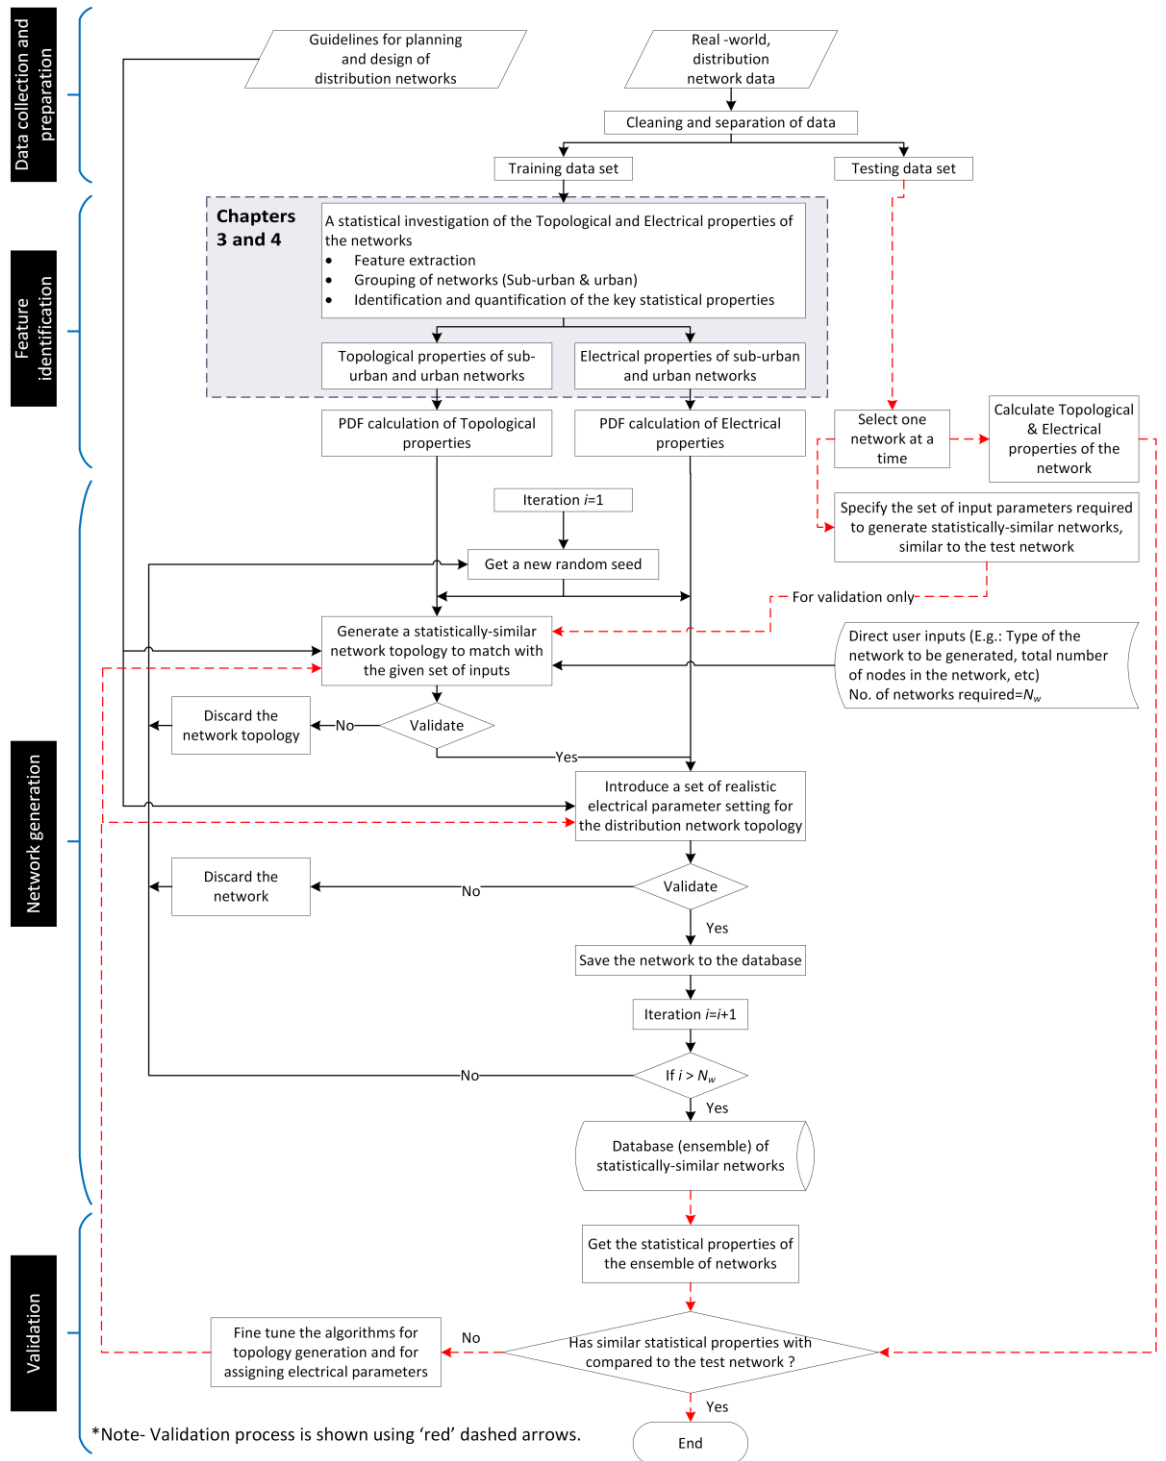 Data collection and
preparation
Guidelines for planning
and design of
distribution networks
Real -world,
distribution
network data
Cleaning and separation of data
Training data set
Testing data set
Feature
identification
Chapters
3 and 4
A statistical investigation of the Topological and Electrical properties of
the networks
• Feature extraction
• Grouping of networks (Sub-urban & urban)
• Identification and quantification of the key statistical properties
Topological properties of sub-
urban and urban networks
Electrical properties of sub-urban
and urban networks
PDF calculation of Topological
properties
PDF calculation of Electrical
properties
Select one
network at a
time
Calculate Topological
& Electrical
properties of the
network
Specify the set of input parameters required
to generate statistically-similar networks,
similar to the test network
Network generation
Iteration i=1
Get a new random seed
For validation only
Generate a statistically-similar
network topology to match with
the given set of inputs
Direct user inputs (E.g.: Type of the
network to be generated, total number
of nodes in the network, etc)
No. of networks required=Nw
Discard the
network topology
No
Validate
Yes
Introduce a set of realistic
electrical parameter setting for
the distribution network topology
Discard the
network
No
Validate
Yes
Save the network to the database
Iteration i=i+1
No
If i > Nw
Yes
Database (ensemble) of
statistically-similar networks
Validation
Get the statistical properties of
the ensemble of networks
Fine tune the algorithms for
topology generation and for
assigning electrical parameters
No
Has similar statistical properties with
compared to the test network ?
Yes
End
*Note- Validation process is shown using ‘red’ dashed arrows.